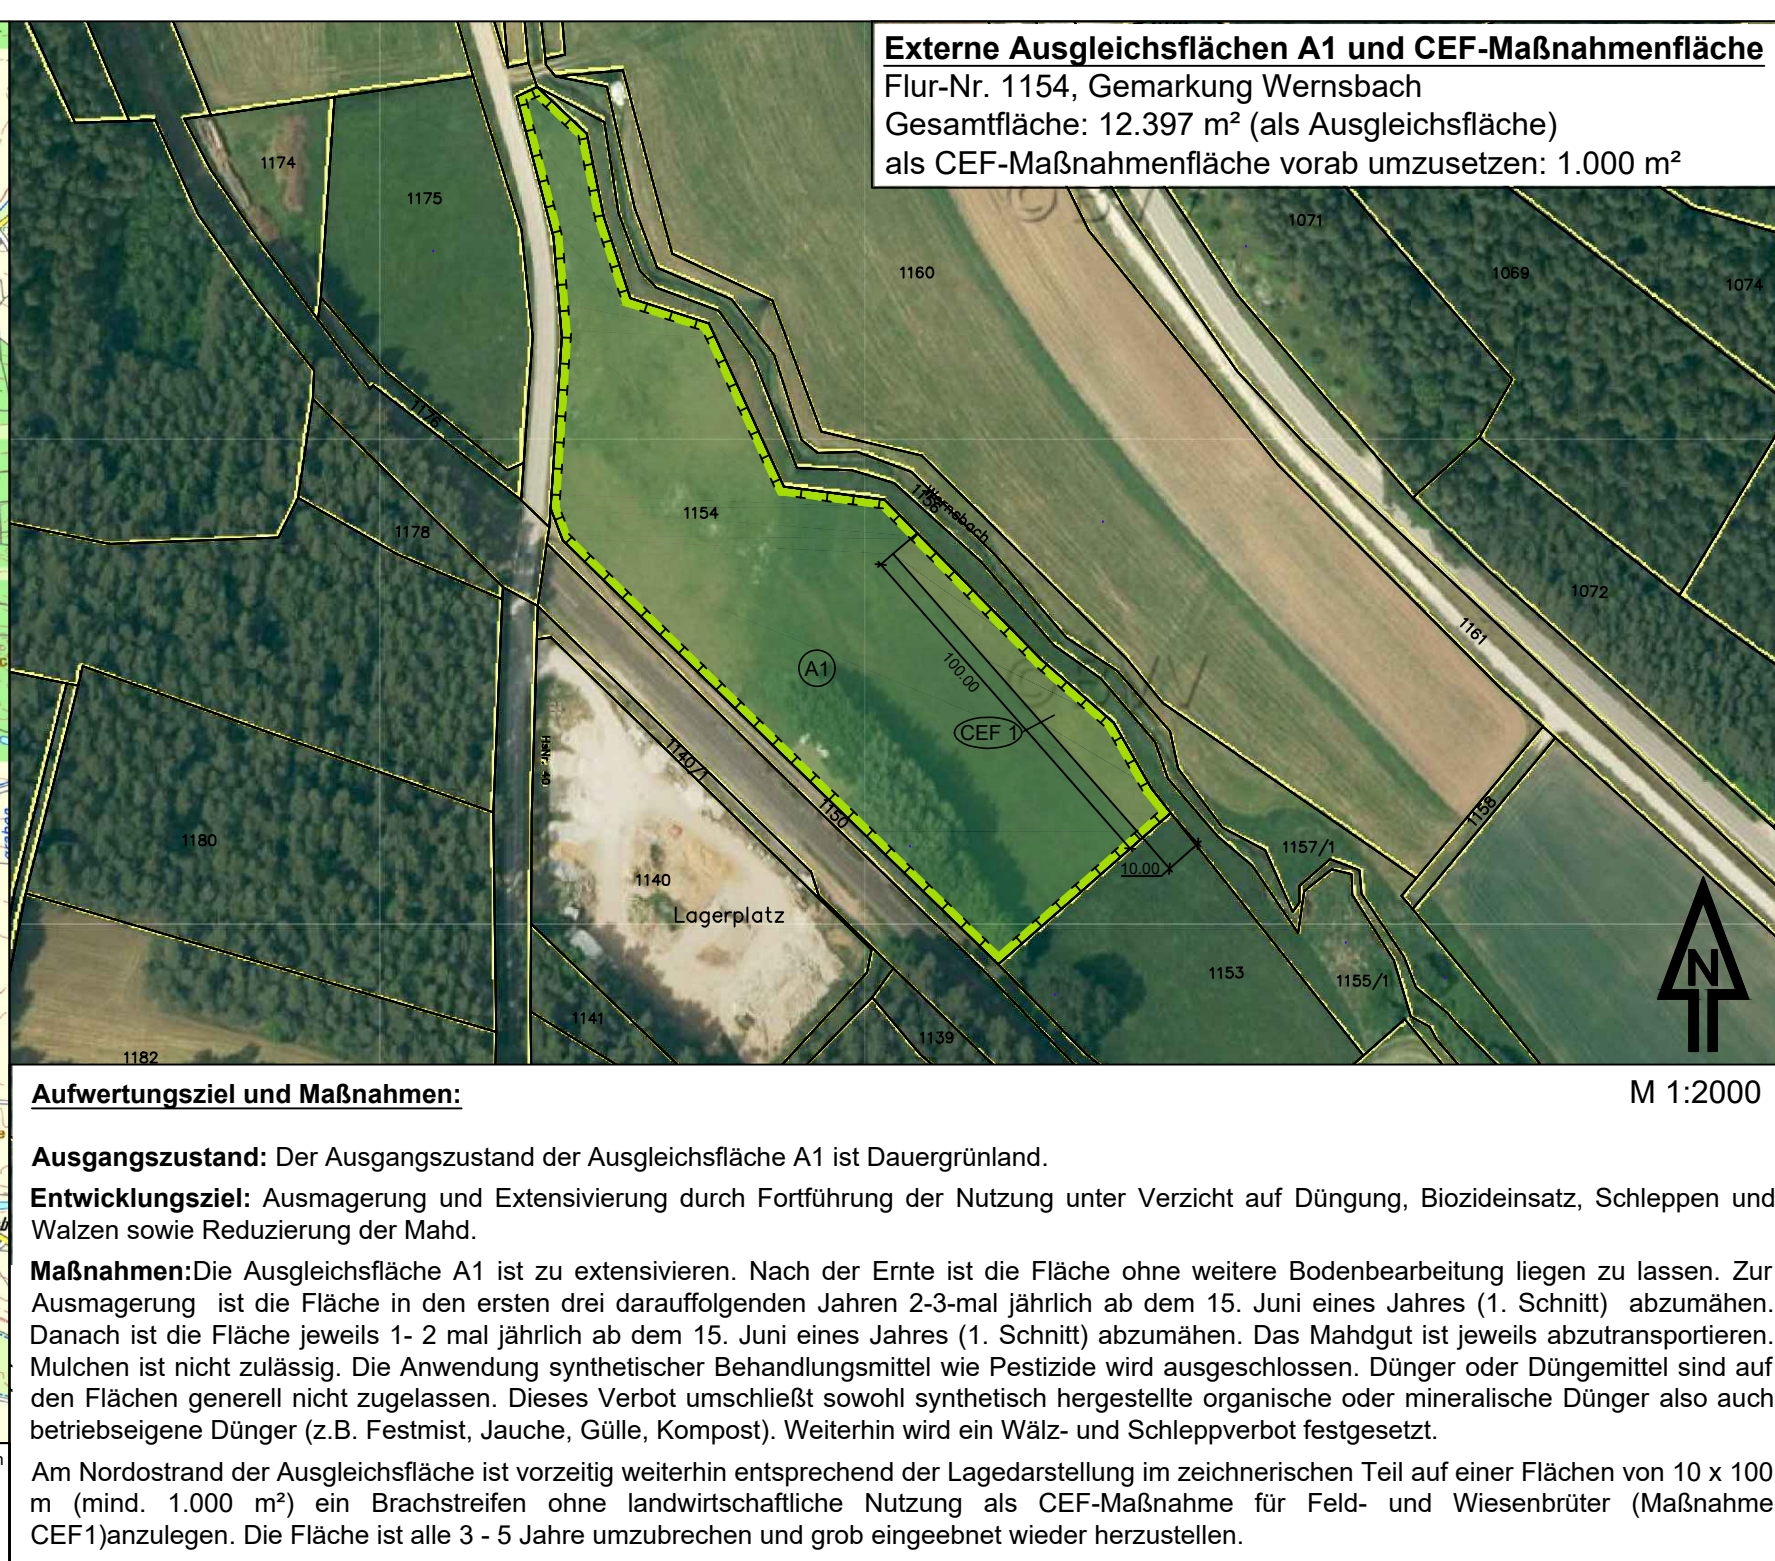 Externe Ausgleichsflächen A1 und CEF-Maßnahmenfläche
Flur-Nr. 1154, Gemarkung Wernsbach
Gesamtfläche: 12.397 m² (als Ausgleichsfläche)
als CEF-Maßnahmenfläche vorab umzusetzen: 1.000 m²
1174
1175
1160
1071
1069
1074
1176
1178
1154
1156
Wernsbach
1072
1161
A1
100.00
CEF 1
HsNr. 40
1140/1
1150
1180
1158
1157/1
10.00
1140
Lagerplatz
1153
1155/1
N
1141
1139
1182
Aufwertungsziel und Maßnahmen:
M 1:2000
Ausgangszustand: Der Ausgangszustand der Ausgleichsfläche A1 ist Dauergrünland.
Entwicklungsziel: Ausmagerung und Extensivierung durch Fortführung der Nutzung unter Verzicht auf Düngung, Biozideinsatz, Schleppen und
Walzen sowie Reduzierung der Mahd.
Maßnahmen:Die Ausgleichsfläche A1 ist zu extensivieren. Nach der Ernte ist die Fläche ohne weitere Bodenbearbeitung liegen zu lassen. Zur
Ausmagerung ist die Fläche in den ersten drei darauffolgenden Jahren 2-3-mal jährlich ab dem 15. Juni eines Jahres (1. Schnitt) abzumähen.
Danach ist die Fläche jeweils 1- 2 mal jährlich ab dem 15. Juni eines Jahres (1. Schnitt) abzumähen. Das Mahdgut ist jeweils abzutransportieren.
Mulchen ist nicht zulässig. Die Anwendung synthetischer Behandlungsmittel wie Pestizide wird ausgeschlossen. Dünger oder Düngemittel sind auf
den Flächen generell nicht zugelassen. Dieses Verbot umschließt sowohl synthetisch hergestellte organische oder mineralische Dünger also auch
betriebseigene Dünger (z.B. Festmist, Jauche, Gülle, Kompost). Weiterhin wird ein Wälz- und Schleppverbot festgesetzt.
Am Nordostrand der Ausgleichsfläche ist vorzeitig weiterhin entsprechend der Lagedarstellung im zeichnerischen Teil auf einer Flächen von 10 x 100
m (mind. 1.000 m²) ein Brachstreifen ohne landwirtschaftliche Nutzung als CEF-Maßnahme für Feld- und Wiesenbrüter (Maßnahme
CEF1)anzulegen. Die Fläche ist alle 3 - 5 Jahre umzubrechen und grob eingeebnet wieder herzustellen.